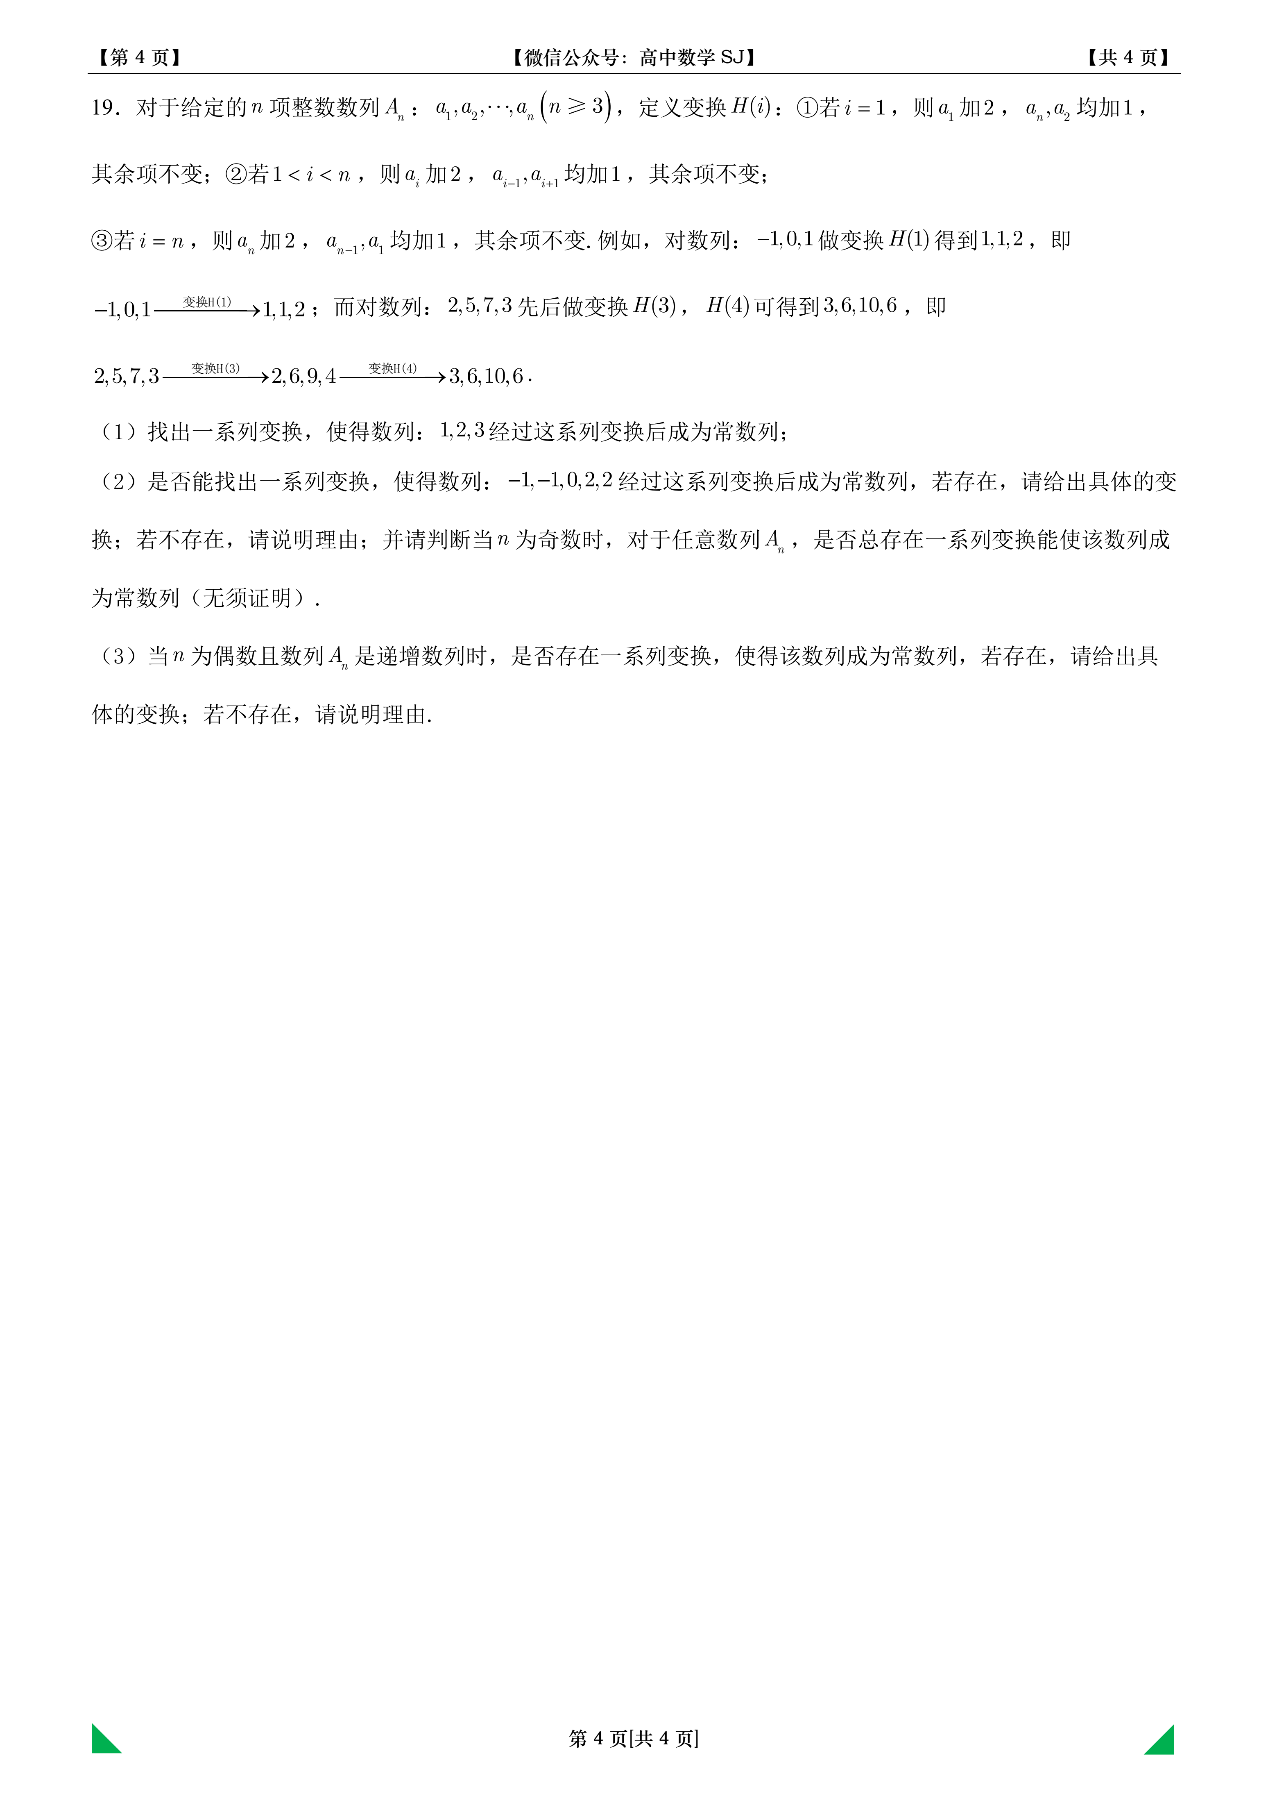 【第 4 页】 【微信公众号：高中数学 SJ】 【共 4 页】
19．对于给定的 n 项整数数列 Aₙ：a₁,a₂,⋯,aₙ(n ⩾ 3)，定义变换 H(i)：①若 i = 1，则 a₁ 加 2，aₙ,a₂ 均加 1，
其余项不变；②若 1 < i < n，则 aᵢ 加 2，aᵢ₋₁,aᵢ₊₁ 均加 1，其余项不变；
③若 i = n，则 aₙ 加 2，aₙ₋₁,a₁ 均加 1，其余项不变. 例如，对数列：−1,0,1 做变换 H(1) 得到 1,1,2，即
−1,0,1 —变换H(1)→ 1,1,2；而对数列：2,5,7,3 先后做变换 H(3)，H(4) 可得到 3,6,10,6，即
2,5,7,3 —变换H(3)→ 2,6,9,4 —变换H(4)→ 3,6,10,6 .
（1）找出一系列变换，使得数列：1,2,3 经过这系列变换后成为常数列；
（2）是否能找出一系列变换，使得数列：−1,−1,0,2,2 经过这系列变换后成为常数列，若存在，请给出具体的变
换；若不存在，请说明理由；并请判断当 n 为奇数时，对于任意数列 Aₙ，是否总存在一系列变换能使该数列成
为常数列（无须证明）.
（3）当 n 为偶数且数列 Aₙ 是递增数列时，是否存在一系列变换，使得该数列成为常数列，若存在，请给出具
体的变换；若不存在，请说明理由.
第 4 页[共 4 页]